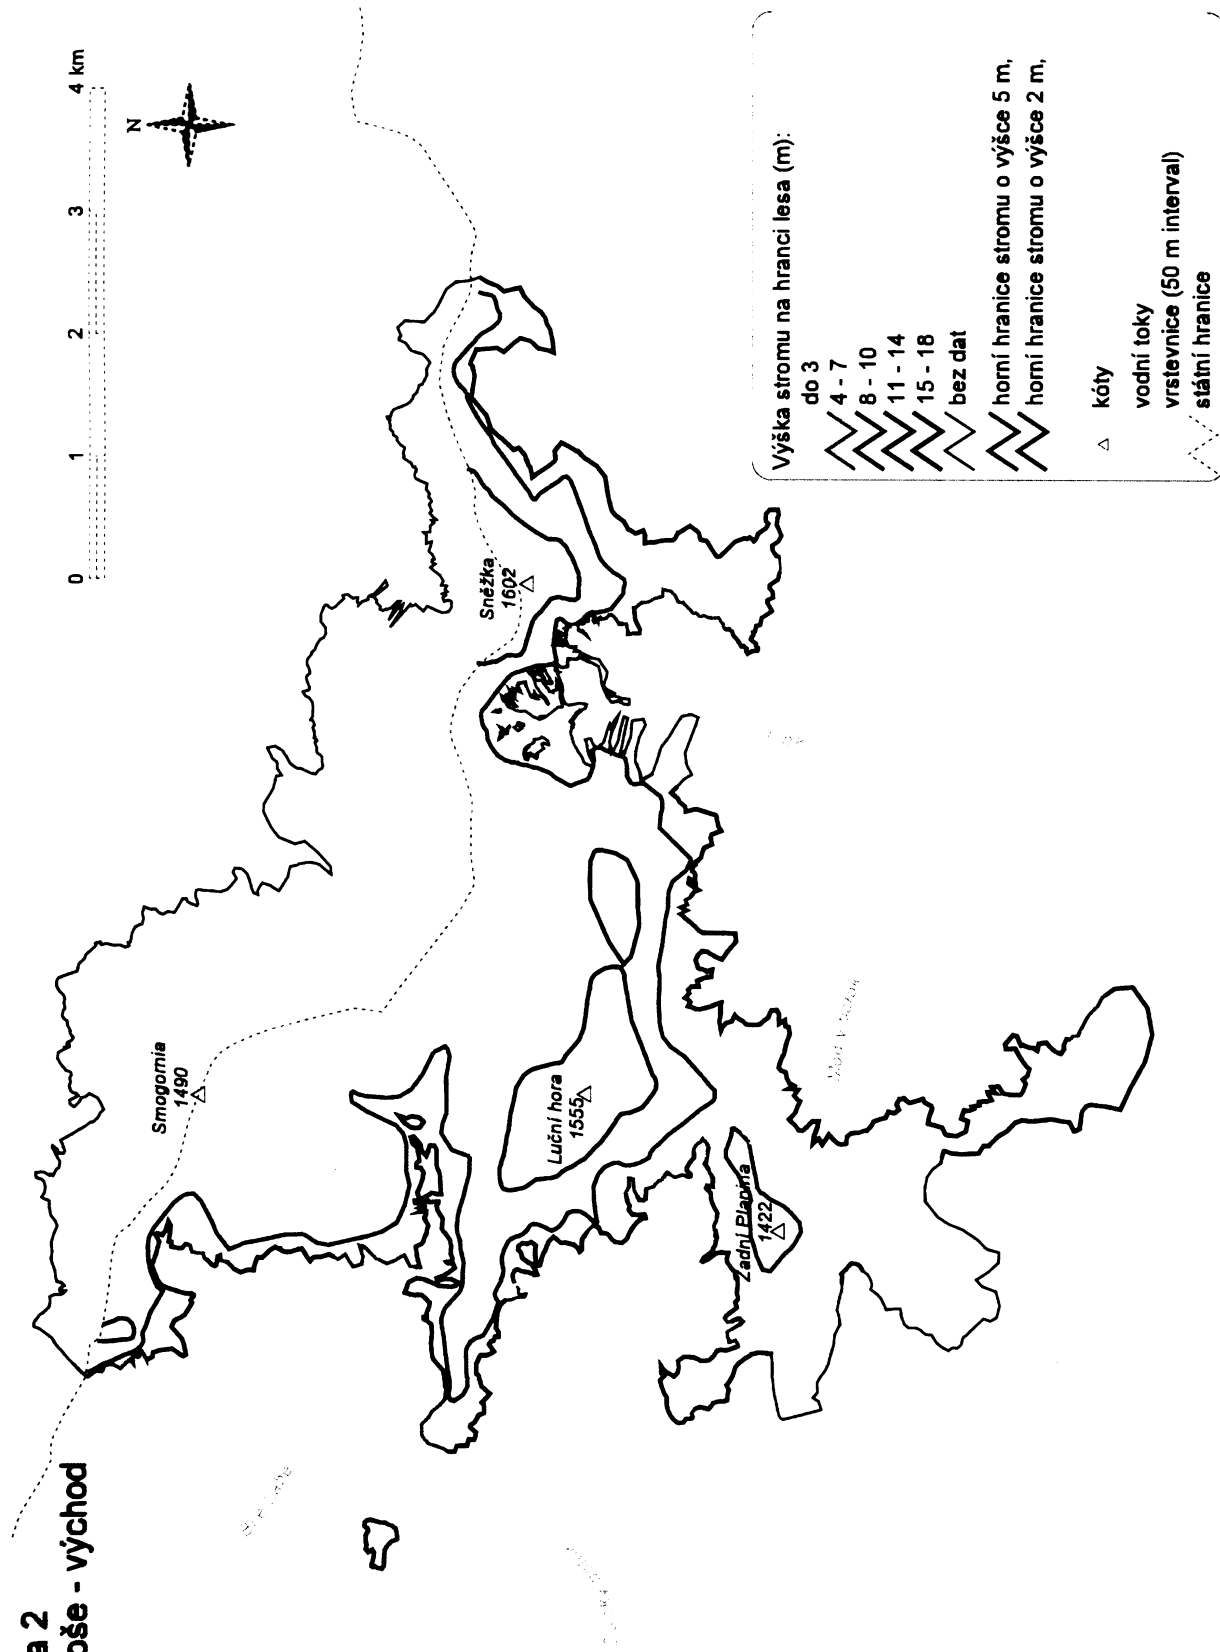 a 2
oše - východ
0 1 2 3 4 km
N
Smogornia
1490
Sněžka
1602
Luční hora
1555
Zadní Planina
1422
Výška stromu na hranci lesa (m):
do 3
4 - 7
8 - 10
11 - 14
15 - 18
bez dat
horní hranice stromu o výšce 5 m,
horní hranice stromu o výšce 2 m,
kóty
vodní toky
vrstevnice (50 m interval)
státní hranice